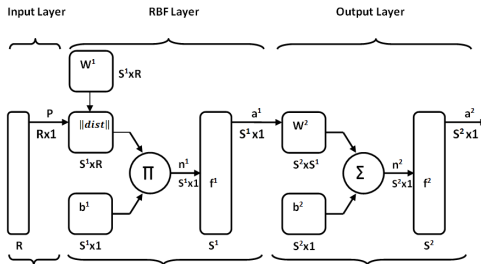 Input Layer
RBF Layer
Output Layer
W¹
S¹xR
P
Rx1
||dist||
S¹xR
a¹
S¹x1
W²
S²xS¹
a²
S²x1
∏
n¹
S¹x1
f¹
Σ
n²
S²x1
f²
b¹
b²
R
S¹x1
S¹
S²x1
S²